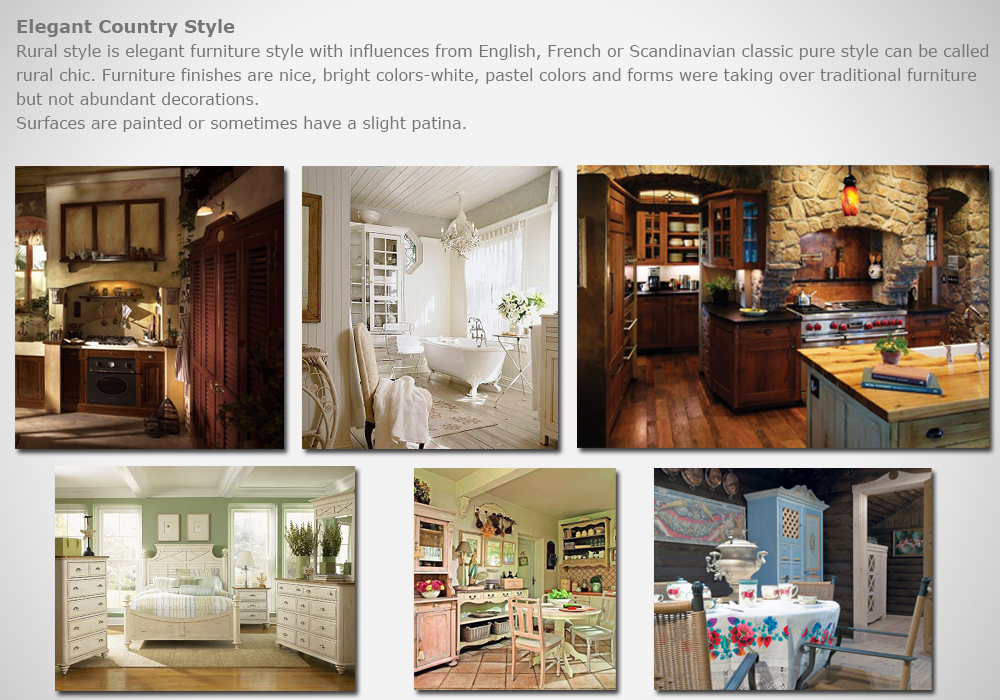 Elegant Country Style
Rural style is elegant furniture style with influences from English, French or Scandinavian classic pure style can be called
rural chic. Furniture finishes are nice, bright colors-white, pastel colors and forms were taking over traditional furniture
but not abundant decorations.
Surfaces are painted or sometimes have a slight patina.